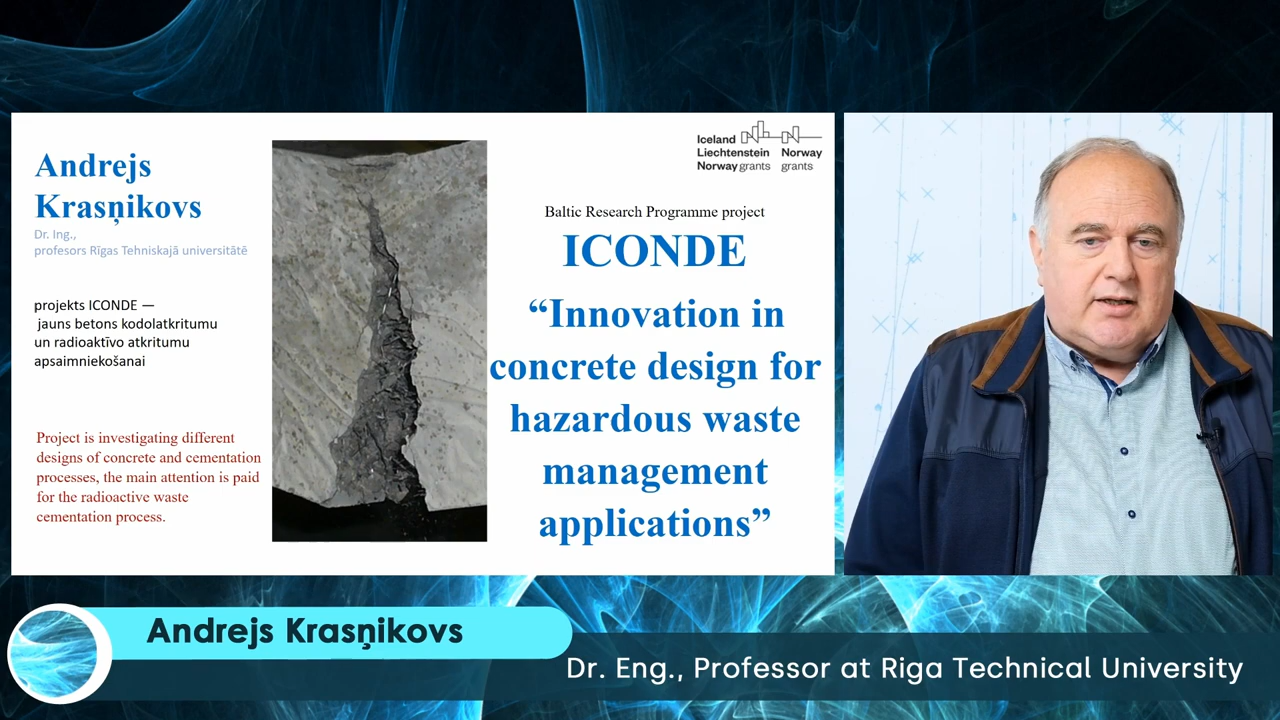 Andrejs
Krasņikovs
Dr. Ing.,
profesors Rīgas Tehniskajā universitātē
projekts ICONDE —
jauns betons kodolatkritumu
un radioaktīvo atkritumu
apsaimniekošanai
Project is investigating different
designs of concrete and cementation
processes, the main attention is paid
for the radioactive waste
cementation process.
Iceland
Liechtenstein
Norway grants
Norway
grants
Baltic Research Programme project
ICONDE
“Innovation in
concrete design for
hazardous waste
management
applications”
Andrejs Krasņikovs
Dr. Eng., Professor at Riga Technical University